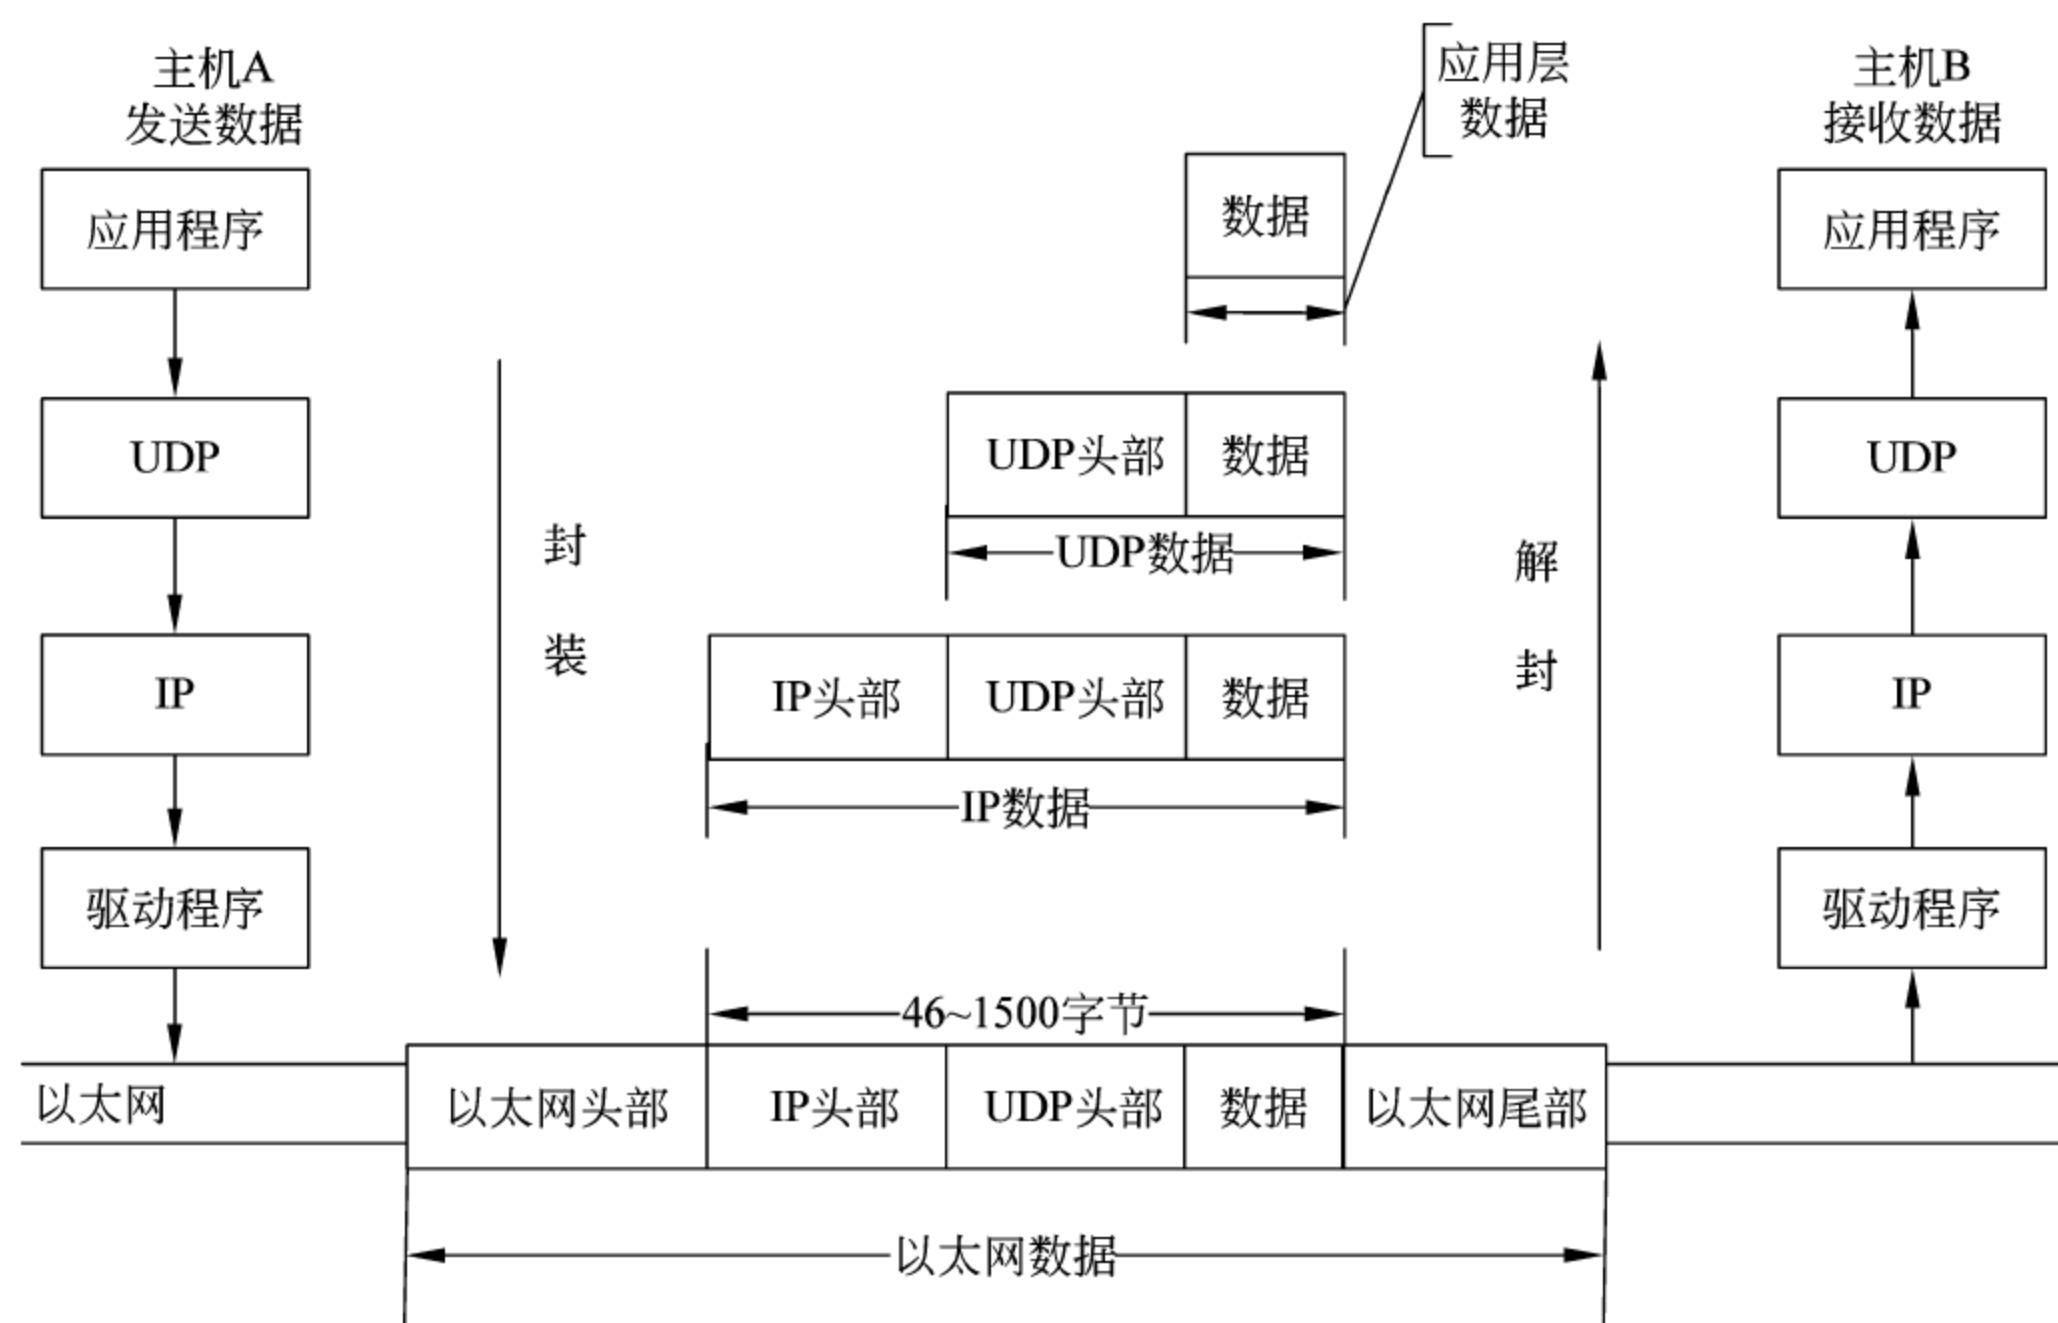 主机A
发送数据
应用程序
UDP
IP
驱动程序
以太网
封
装
应用层
数据
数据
UDP头部
数据
UDP数据
IP头部
UDP头部
数据
IP数据
46~1500字节
以太网头部
IP头部
UDP头部
数据
以太网尾部
以太网数据
解
封
主机B
接收数据
应用程序
UDP
IP
驱动程序